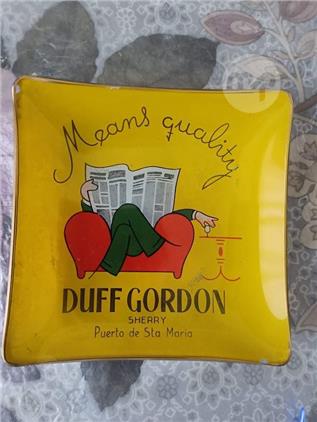 Means quality
DUFF GORDON
SHERRY
Puerto de Sta Maria